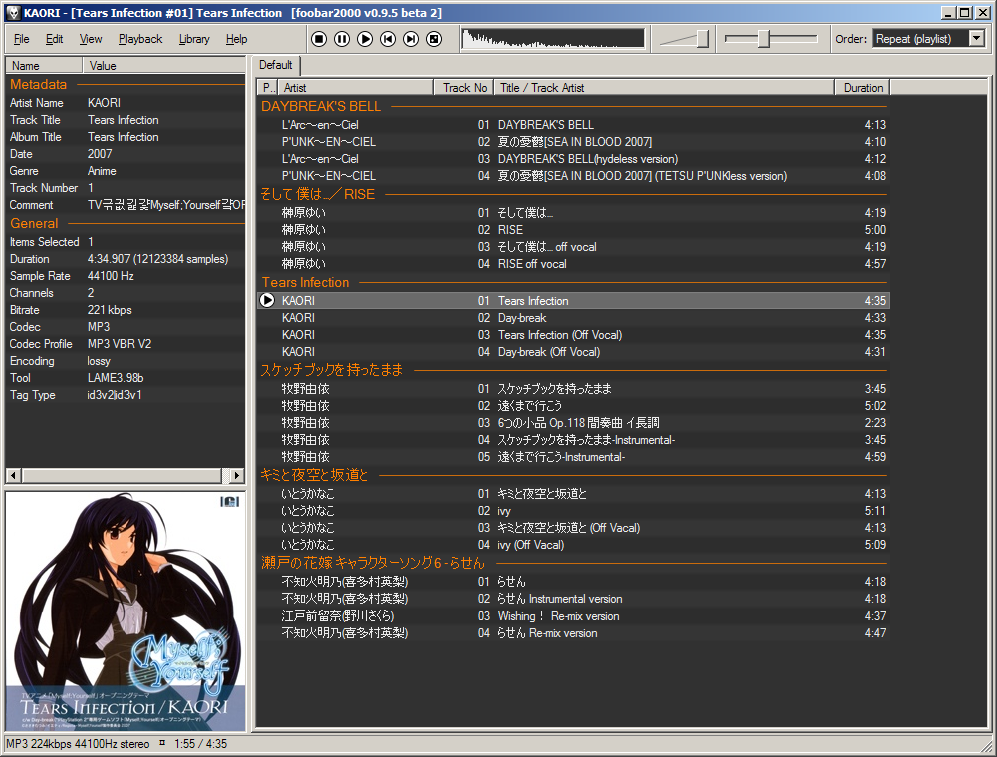 KAORI - [Tears Infection #01] Tears Infection [foobar2000 v0.9.5 beta 2]
File Edit View Playback Library Help Order: Repeat (playlist)
Name Value
Metadata
Artist Name KAORI
Track Title Tears Infection
Album Title Tears Infection
Date 2007
Genre Anime
Track Number 1
Comment TV
General
Items Selected 1
Duration 4:34.907 (12123384 samples)
Sample Rate 44100 Hz
Channels 2
Bitrate 221 kbps
Codec MP3
Codec Profile MP3 VBR V2
Encoding lossy
Tool LAME3.98b
Tag Type id3v2|id3v1
Myself;
Yourself
TVアニメ「Myself;Yourself」オープニングテーマ
TEARS INFECTION / KAORI
Default
P.. Artist Track No Title / Track Artist Duration
DAYBREAK'S BELL
L'Arc~en~Ciel 01 DAYBREAK'S BELL 4:13
P'UNK~EN~CIEL 02 夏の憂鬱[SEA IN BLOOD 2007] 4:10
L'Arc~en~Ciel 03 DAYBREAK'S BELL(hydeless version) 4:12
P'UNK~EN~CIEL 04 夏の憂鬱[SEA IN BLOOD 2007] (TETSU P'UNKless version) 4:08
そして僕は…／RISE
榊原ゆい 01 そして僕は… 4:19
榊原ゆい 02 RISE 5:00
榊原ゆい 03 そして僕は… off vocal 4:19
榊原ゆい 04 RISE off vocal 4:57
Tears Infection
KAORI 01 Tears Infection 4:35
KAORI 02 Day-break 4:33
KAORI 03 Tears Infection (Off Vocal) 4:35
KAORI 04 Day-break (Off Vocal) 4:31
スケッチブックを持ったまま
牧野由依 01 スケッチブックを持ったまま 3:45
牧野由依 02 遠くまで行こう 5:02
牧野由依 03 6つの小品 Op.118 間奏曲 イ長調 2:23
牧野由依 04 スケッチブックを持ったまま-Instrumental- 3:45
牧野由依 05 遠くまで行こう-Instrumental- 4:59
キミと夜空と坂道と
いとうかなこ 01 キミと夜空と坂道と 4:13
いとうかなこ 02 ivy 5:11
いとうかなこ 03 キミと夜空と坂道と (Off Vacal) 4:13
いとうかなこ 04 ivy (Off Vacal) 5:09
瀬戸の花嫁 キャラクターソング 6 - らせん
不知火明乃(喜多村英梨) 01 らせん 4:18
不知火明乃(喜多村英梨) 02 らせん Instrumental version 4:18
江戸前留奈(野川さくら) 03 Wishing！ Re-mix version 4:37
不知火明乃(喜多村英梨) 04 らせん Re-mix version 4:47
MP3 224kbps 44100Hz stereo ¤ 1:55 / 4:35